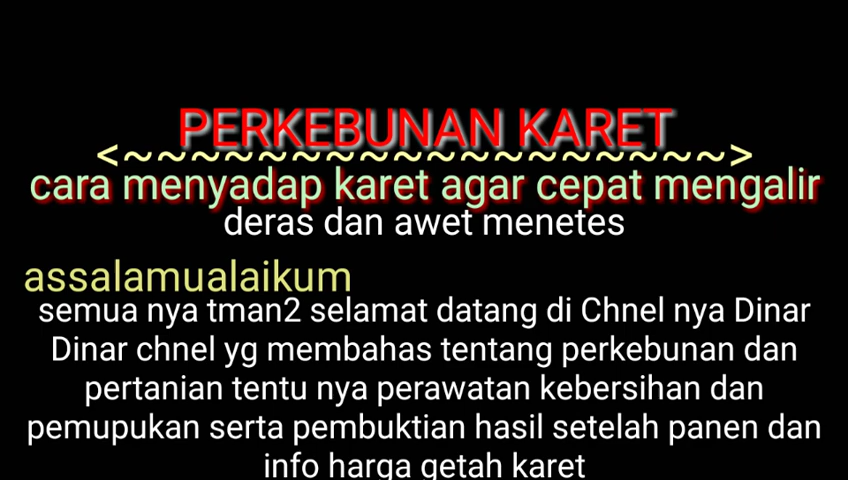 PERKEBUNAN KARET
<~~~~~~~~~~~~~~~~~~~>
cara menyadap karet agar cepat mengalir
deras dan awet menetes
assalamualaikum
semua nya tman2 selamat datang di Chnel nya Dinar
Dinar chnel yg membahas tentang perkebunan dan
pertanian tentu nya perawatan kebersihan dan
pemupukan serta pembuktian hasil setelah panen dan
info harga getah karet